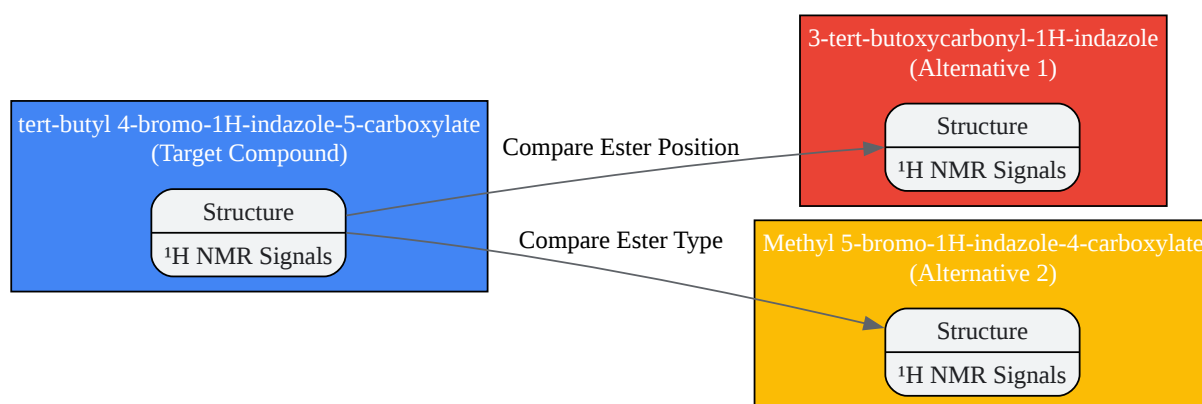 tert-butyl 4-bromo-1H-indazole-5-carboxylate
(Target Compound)
Structure
¹H NMR Signals
Compare Ester Position
Compare Ester Type
3-tert-butoxycarbonyl-1H-indazole
(Alternative 1)
Structure
¹H NMR Signals
Methyl 5-bromo-1H-indazole-4-carboxylate
(Alternative 2)
Structure
¹H NMR Signals